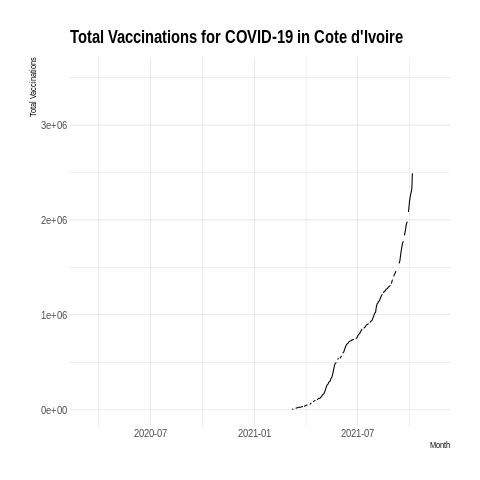 Total Vaccinations for COVID-19 in Cote d'Ivoire
Total Vaccinations
3e+06
2e+06
1e+06
0e+00
2020-07 2021-01 2021-07
Month